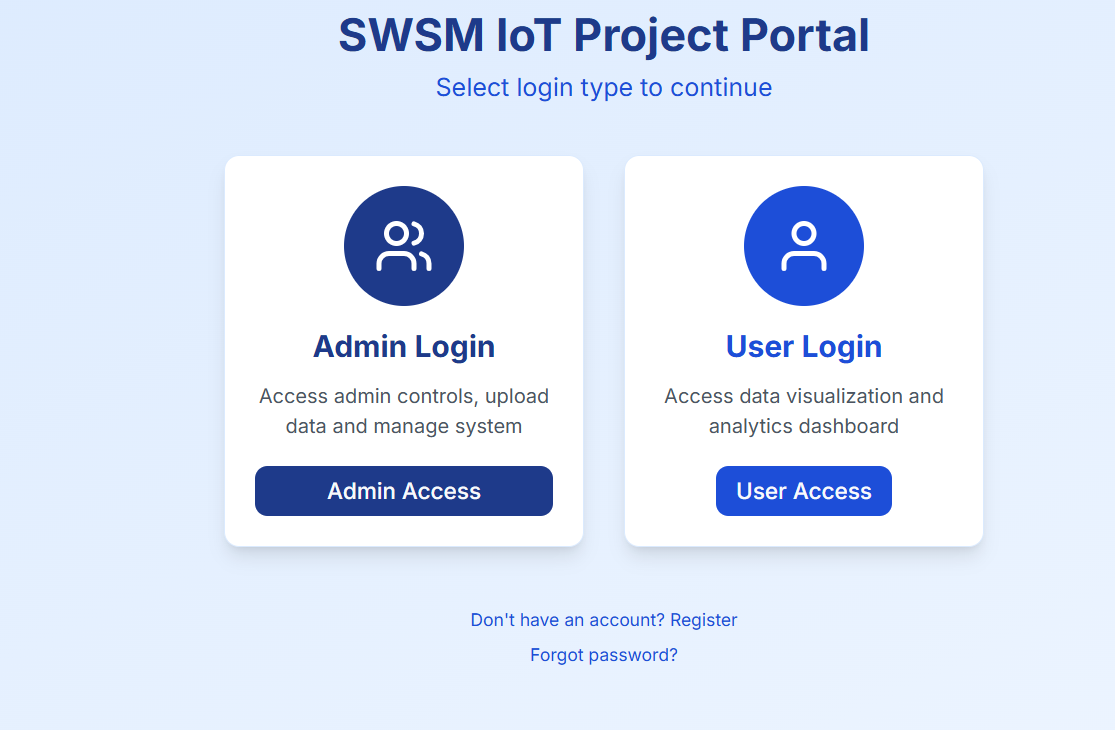 SWSM IoT Project Portal
Select login type to continue
Admin Login
Access admin controls, upload
data and manage system
Admin Access
User Login
Access data visualization and
analytics dashboard
User Access
Don't have an account? Register
Forgot password?